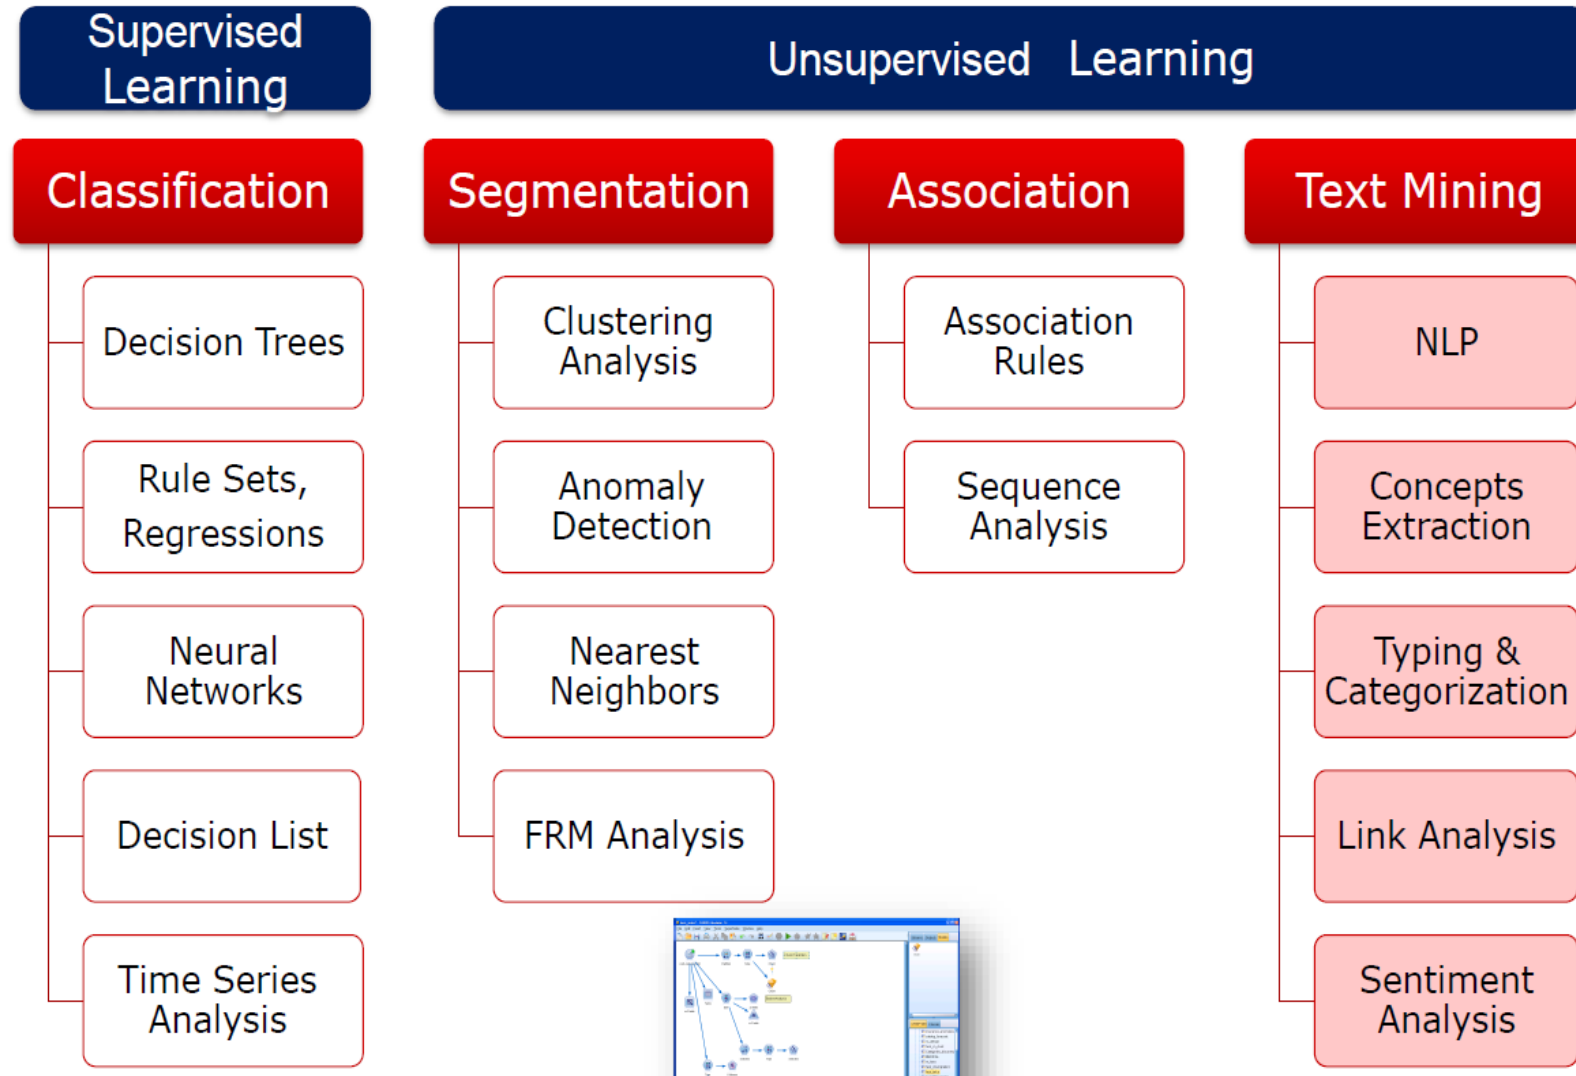 Supervised
Learning
Unsupervised Learning
Classification
Segmentation
Association
Text Mining
Decision Trees
Rule Sets,
Regressions
Neural
Networks
Decision List
Time Series
Analysis
Clustering
Analysis
Anomaly
Detection
Nearest
Neighbors
FRM Analysis
Association
Rules
Sequence
Analysis
NLP
Concepts
Extraction
Typing &
Categorization
Link Analysis
Sentiment
Analysis